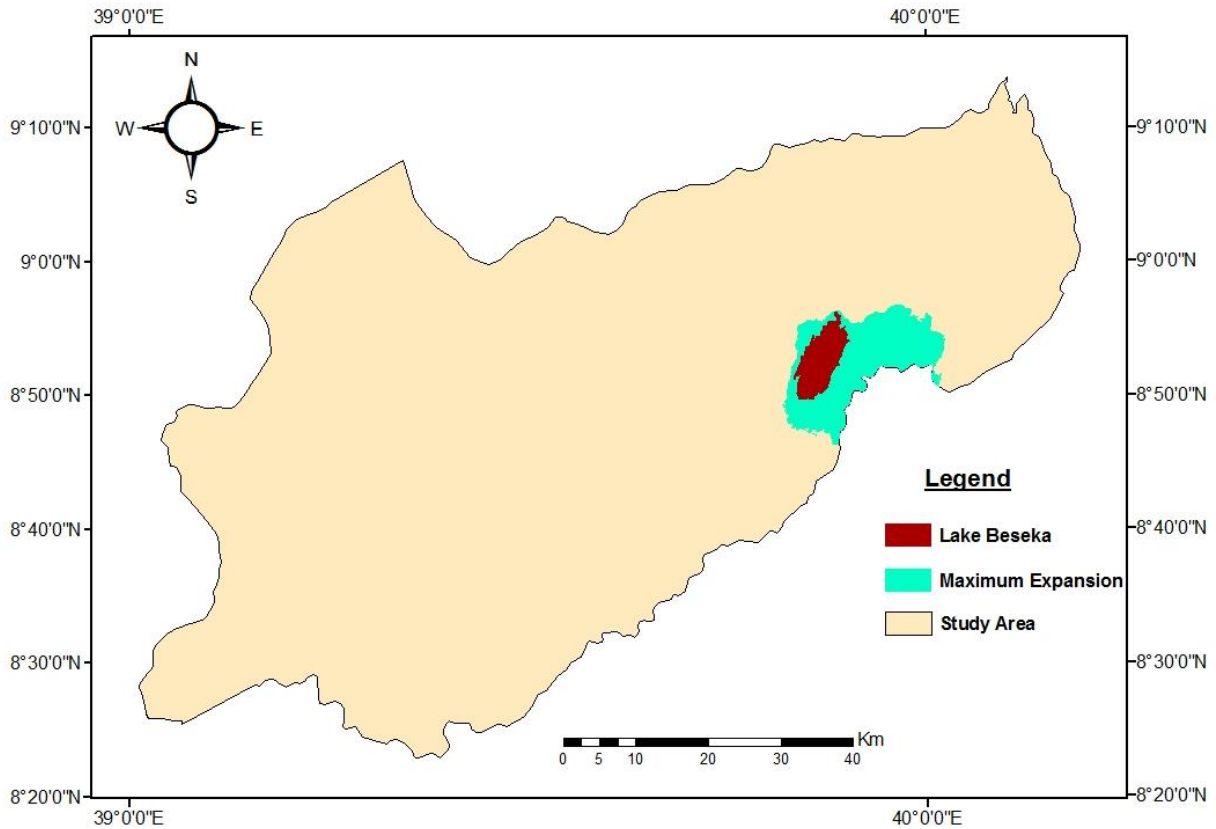 39°0'0"E 40°0'0"E
N
W E
S
9°10'0"N 9°10'0"N
9°0'0"N 9°0'0"N
8°50'0"N 8°50'0"N
Legend
8°40'0"N 8°40'0"N
Lake Beseka
Maximum Expansion
Study Area
8°30'0"N 8°30'0"N
Km
0 5 10 20 30 40
8°20'0"N 8°20'0"N
39°0'0"E 40°0'0"E